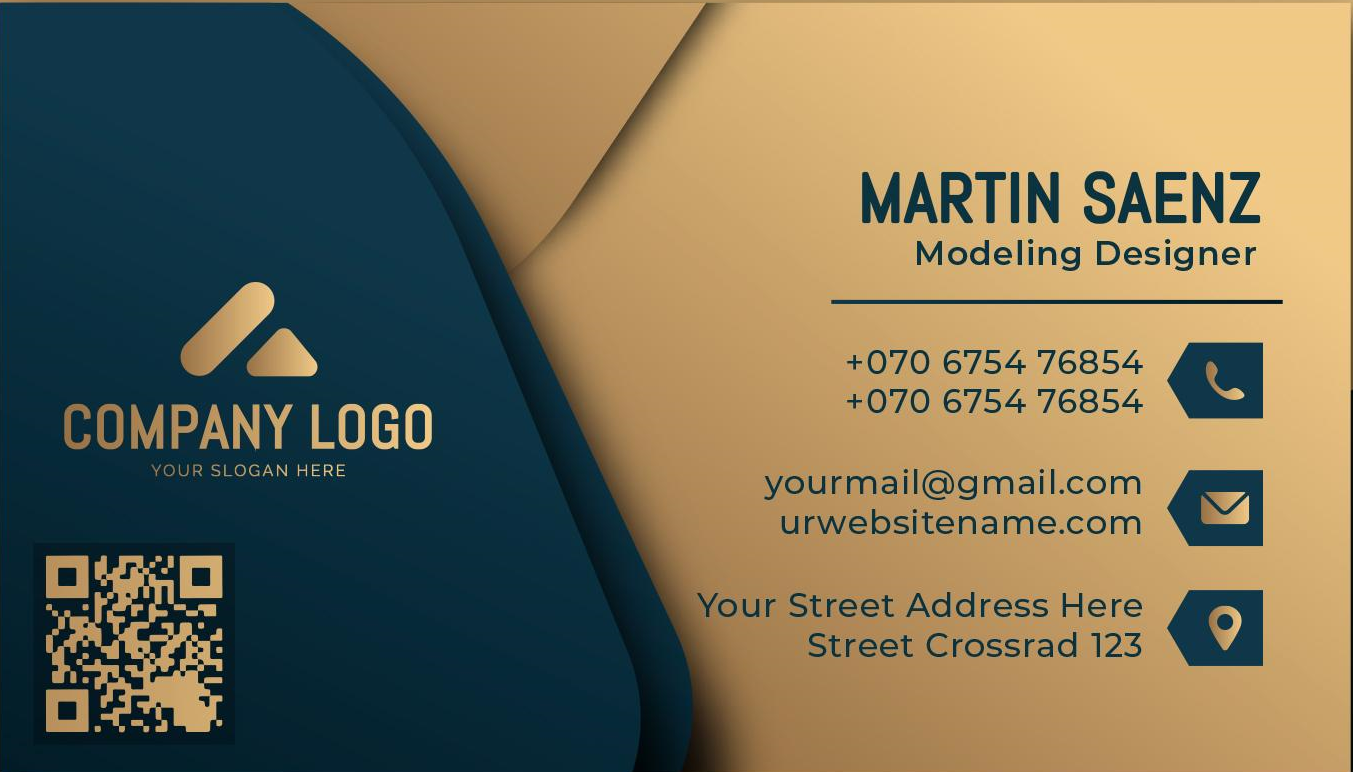 COMPANY LOGO
YOUR SLOGAN HERE
MARTIN SAENZ
Modeling Designer
+070 6754 76854
+070 6754 76854
yourmail@gmail.com
urwebsitename.com
Your Street Address Here
Street Crossrad 123